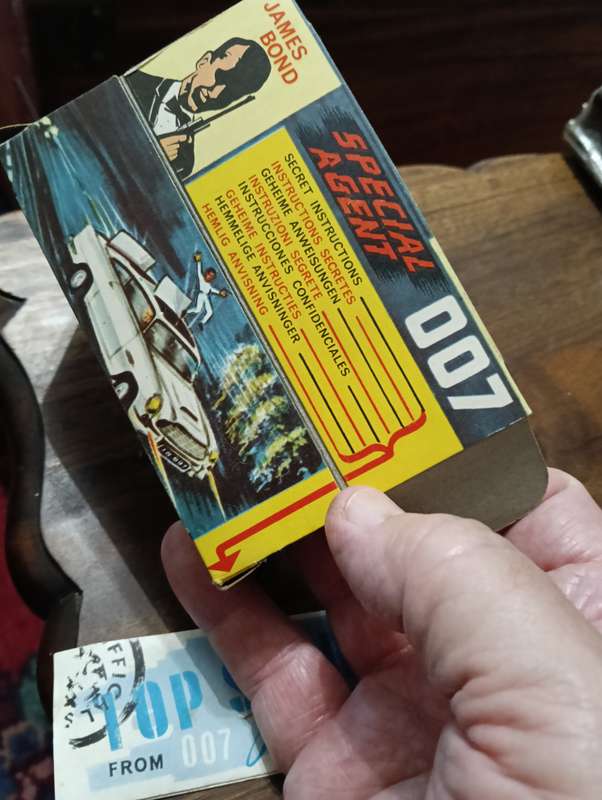 JAMES
BOND
SPECIAL
AGENT
007
SECRET INSTRUCTIONS
INSTRUCTIONS SECRETES
GEHEIME ANWEISUNGEN
INSTRUZIONI SEGRETE
INSTRUCCIONES CONFIDENCIALES
GEHEIME INSTRUCTIES
HEMMELIGE ANVISNINGER
HEMLIG ANVISNING
TOP
FROM 007